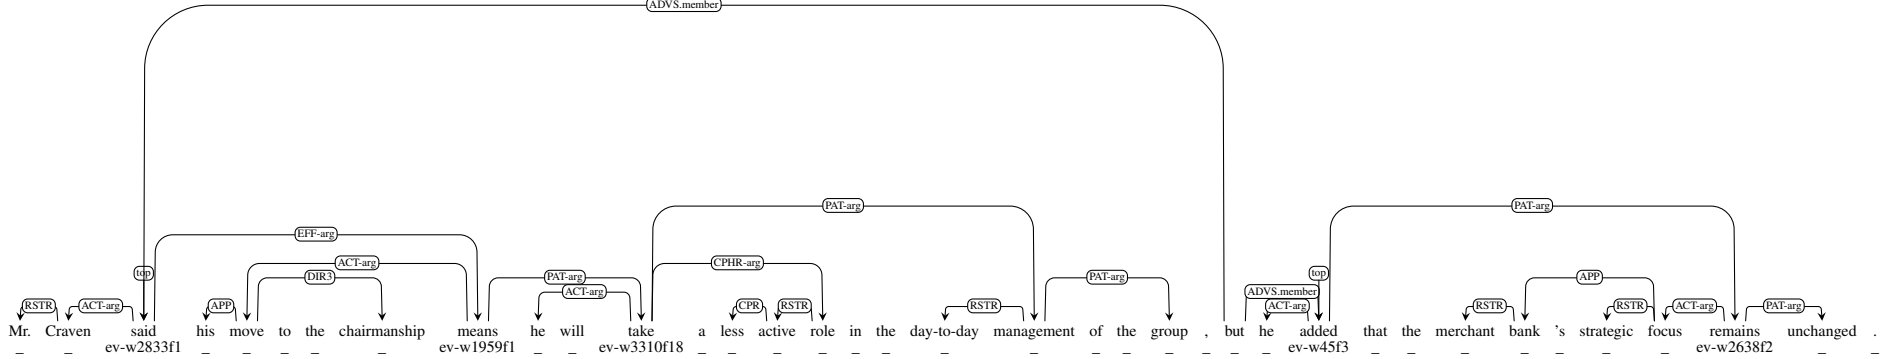 ADVS.member
PAT-arg PAT-arg
EFF-arg
ACT-arg CPHR-arg
top top
DIR3 PAT-arg PAT-arg APP
ACT-arg ADVS.member
RSTR ACT-arg APP CPR RSTR RSTR ACT-arg RSTR RSTR ACT-arg PAT-arg
Mr. Craven said his move to the chairmanship means he will take a less active role in the day-to-day management of the group , but he added that the merchant bank 's strategic focus remains unchanged .
_ _ ev-w2833f1 _ _ _ _ _ ev-w1959f1 _ _ ev-w3310f18 _ _ _ _ _ _ _ _ _ _ _ _ _ _ ev-w45f3 _ _ _ _ _ _ _ ev-w2638f2 _ _